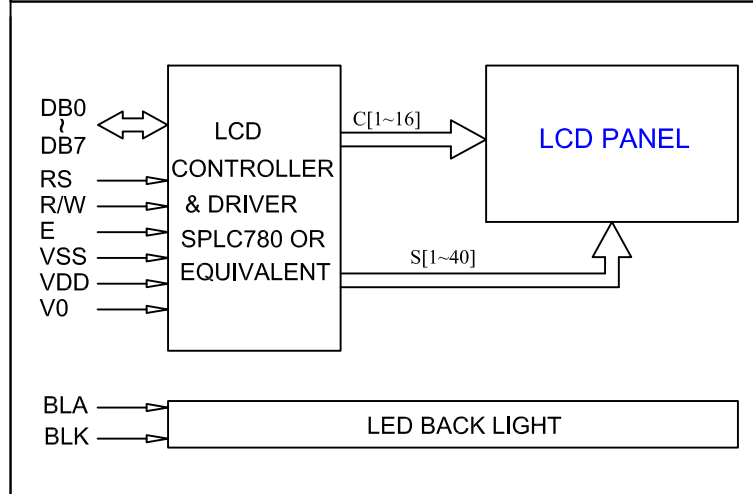 DB0
~
DB7
RS
R/W
E
VSS
VDD
V0
LCD
CONTROLLER
& DRIVER
SPLC780 OR
EQUIVALENT
C[1~16]
S[1~40]
LCD PANEL
BLA
BLK
LED BACK LIGHT